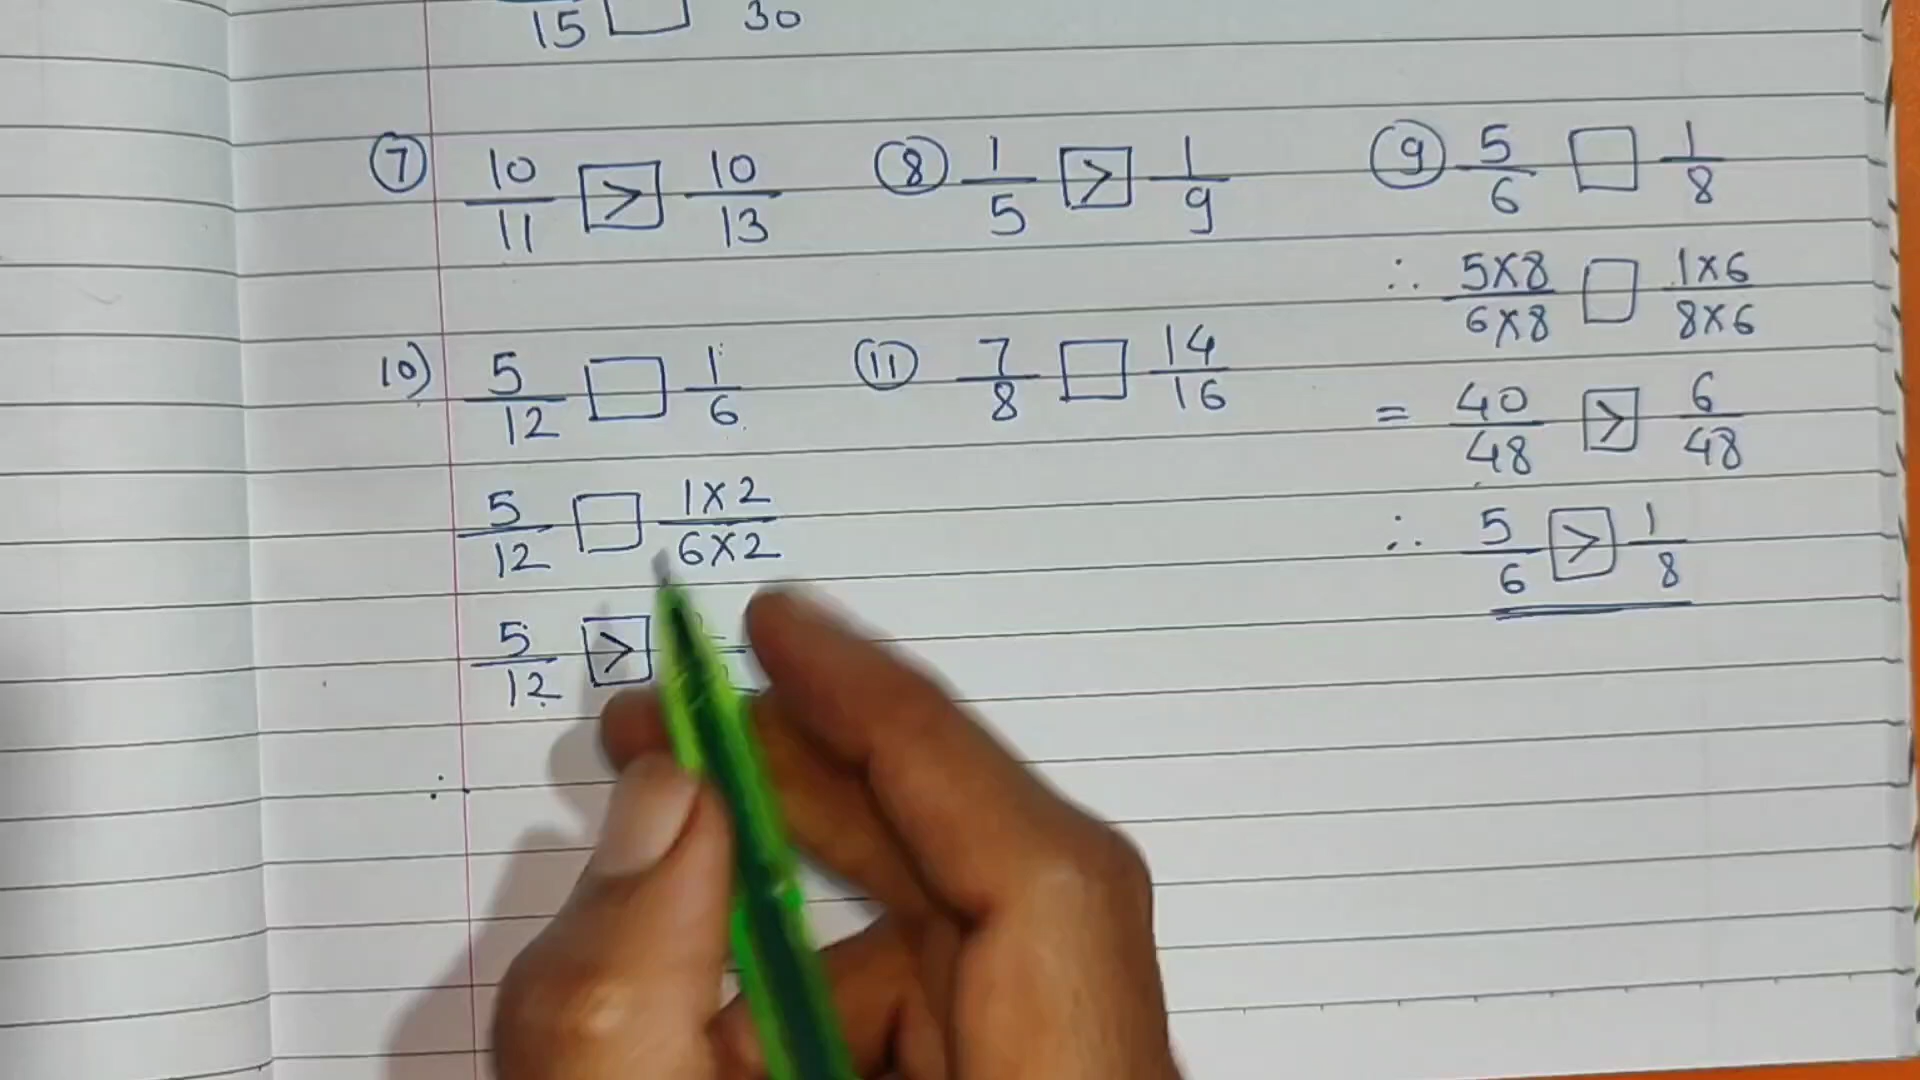 15 □ 30
⑦ 10/11 > 10/13
⑧ 1/5 > 1/9
⑨ 5/6 □ 1/8
∴ 5×8/6×8 □ 1×6/8×6
= 40/48 > 6/48
∴ 5/6 > 1/8
10) 5/12 □ 1/6
5/12 □ 1×2/6×2
5/12 >
∴
⑪ 7/8 □ 14/16